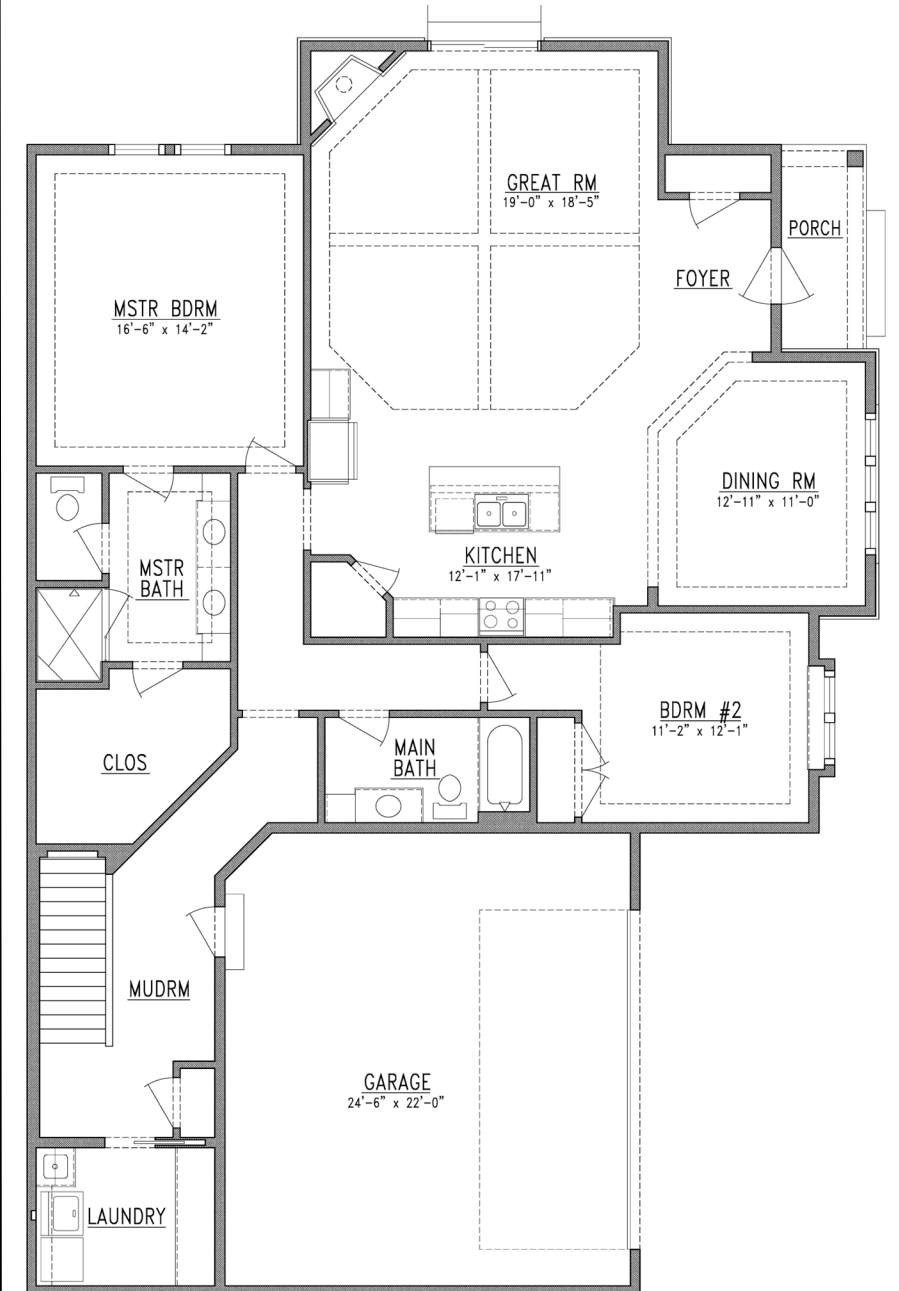 GREAT RM
19'-0" x 18'-5"
PORCH
FOYER
MSTR BDRM
16'-6" x 14'-2"
DINING RM
12'-11" x 11'-0"
KITCHEN
12'-1" x 17'-11"
MSTR
BATH
BDRM #2
11'-2" x 12'-1"
MAIN
BATH
CLOS
MUDRM
GARAGE
24'-6" x 22'-0"
LAUNDRY